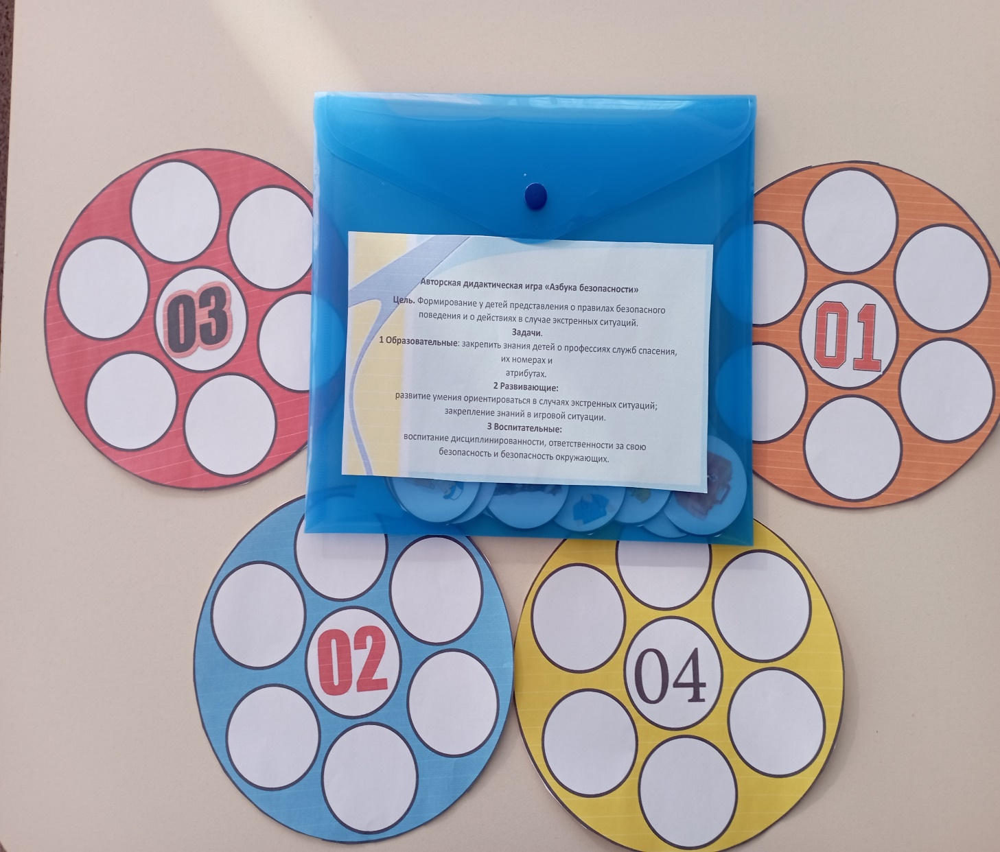 Авторская дидактическая игра «Азбука безопасности»
Цель. Формирование у детей представления о правилах безопасного
поведения и о действиях в случае экстренных ситуаций.
Задачи.
1 Образовательные: закрепить знания детей о профессиях служб спасения,
их номерах и
атрибутах.
2 Развивающие:
развитие умения ориентироваться в случаях экстренных ситуаций;
закрепление знаний в игровой ситуации.
3 Воспитательные:
воспитание дисциплинированности, ответственности за свою
безопасность и безопасность окружающих.
03
01
02
04